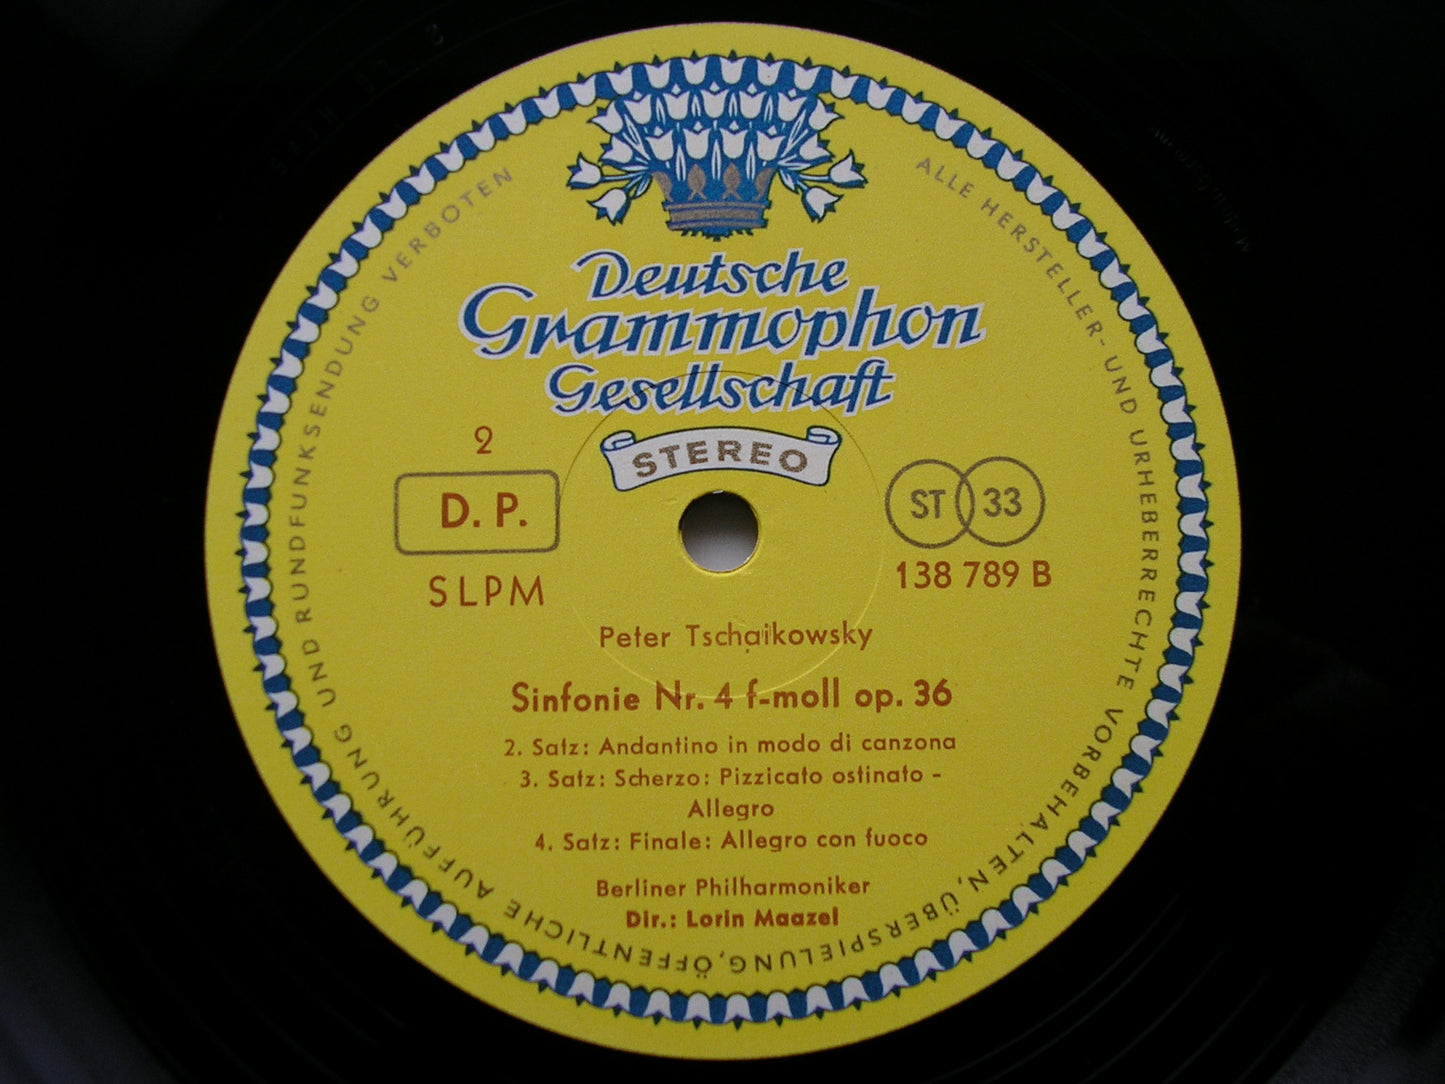 Deutsche
Grammophon
Gesellschaft
STEREO
2
D. P.
SLPM
ST 33
138 789 B
Peter Tschaikowsky
Sinfonie Nr. 4 f-moll op. 36
2. Satz: Andantino in modo di canzona
3. Satz: Scherzo: Pizzicato ostinato -
Allegro
4. Satz: Finale: Allegro con fuoco
Berliner Philharmoniker
Dir.: Lorin Maazel
ALLE HERSTELLER- UND URHEBERRECHTE VORBEHALTEN, ÜBERSPIELUNG, ÖFFENTLICHE AUFFÜHRUNG UND RUNDFUNKSENDUNG VERBOTEN